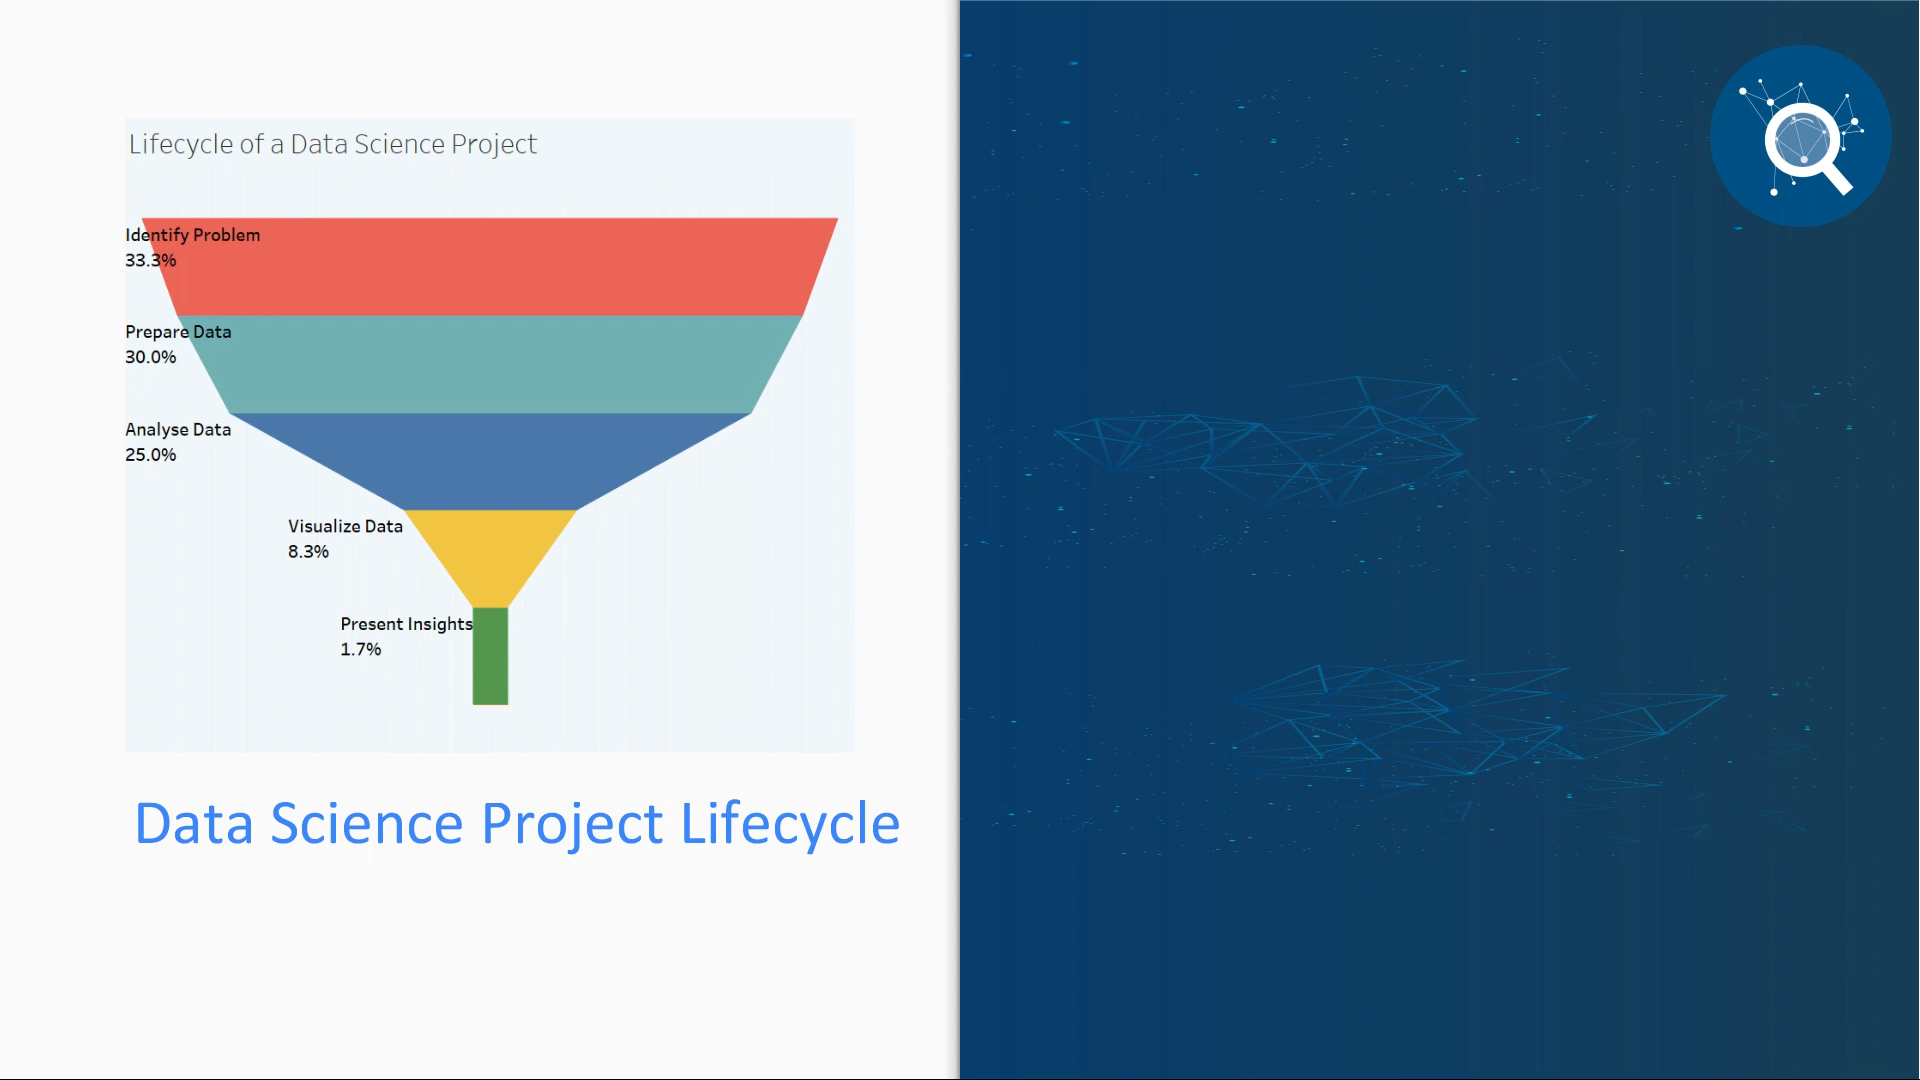 Lifecycle of a Data Science Project
Identify Problem
33.3%
Prepare Data
30.0%
Analyse Data
25.0%
Visualize Data
8.3%
Present Insights
1.7%
Data Science Project Lifecycle